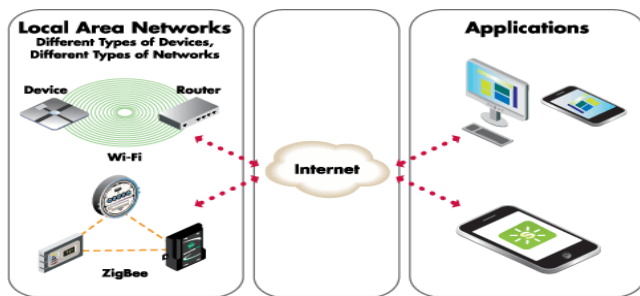 Local Area Networks
Different Types of Devices,
Different Types of Networks
Device
Router
Wi-Fi
ZigBee
Internet
Applications